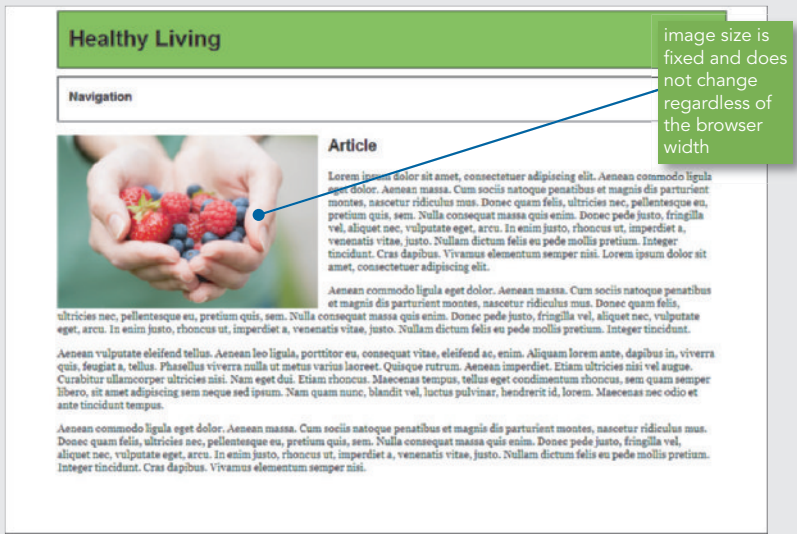 Healthy Living
image size is
fixed and does
not change
regardless of
the browser
width
Navigation
Article
Lorem ipsum dolor sit amet, consectetuer adipiscing elit. Aenean commodo ligula
eget dolor. Aenean massa. Cum sociis natoque penatibus et magnis dis parturient
montes, nascetur ridiculus mus. Donec quam felis, ultricies nec, pellentesque eu,
pretium quis, sem. Nulla consequat massa quis enim. Donec pede justo, fringilla
vel, aliquet nec, vulputate eget, arcu. In enim justo, rhoncus ut, imperdiet a,
venenatis vitae, justo. Nullam dictum felis eu pede mollis pretium. Integer
tincidunt. Cras dapibus. Vivamus elementum semper nisi. Lorem ipsum dolor sit
amet, consectetuer adipiscing elit.
Aenean commodo ligula eget dolor. Aenean massa. Cum sociis natoque penatibus
et magnis dis parturient montes, nascetur ridiculus mus. Donec quam felis,
ultricies nec, pellentesque eu, pretium quis, sem. Nulla consequat massa quis enim. Donec pede justo, fringilla vel, aliquet nec, vulputate
eget, arcu. In enim justo, rhoncus ut, imperdiet a, venenatis vitae, justo. Nullam dictum felis eu pede mollis pretium. Integer tincidunt.
Aenean vulputate eleifend tellus. Aenean leo ligula, porttitor eu, consequat vitae, eleifend ac, enim. Aliquam lorem ante, dapibus in, viverra
quis, feugiat a, tellus. Phasellus viverra nulla ut metus varius laoreet. Quisque rutrum. Aenean imperdiet. Etiam ultricies nisi vel augue.
Curabitur ullamcorper ultricies nisi. Nam eget dui. Etiam rhoncus. Maecenas tempus, tellus eget condimentum rhoncus, sem quam semper
libero, sit amet adipiscing sem neque sed ipsum. Nam quam nunc, blandit vel, luctus pulvinar, hendrerit id, lorem. Maecenas nec odio et
ante tincidunt tempus.
Aenean commodo ligula eget dolor. Aenean massa. Cum sociis natoque penatibus et magnis dis parturient montes, nascetur ridiculus mus.
Donec quam felis, ultricies nec, pellentesque eu, pretium quis, sem. Nulla consequat massa quis enim. Donec pede justo, fringilla vel,
aliquet nec, vulputate eget, arcu. In enim justo, rhoncus ut, imperdiet a, venenatis vitae, justo. Nullam dictum felis eu pede mollis pretium.
Integer tincidunt. Cras dapibus. Vivamus elementum semper nisi.